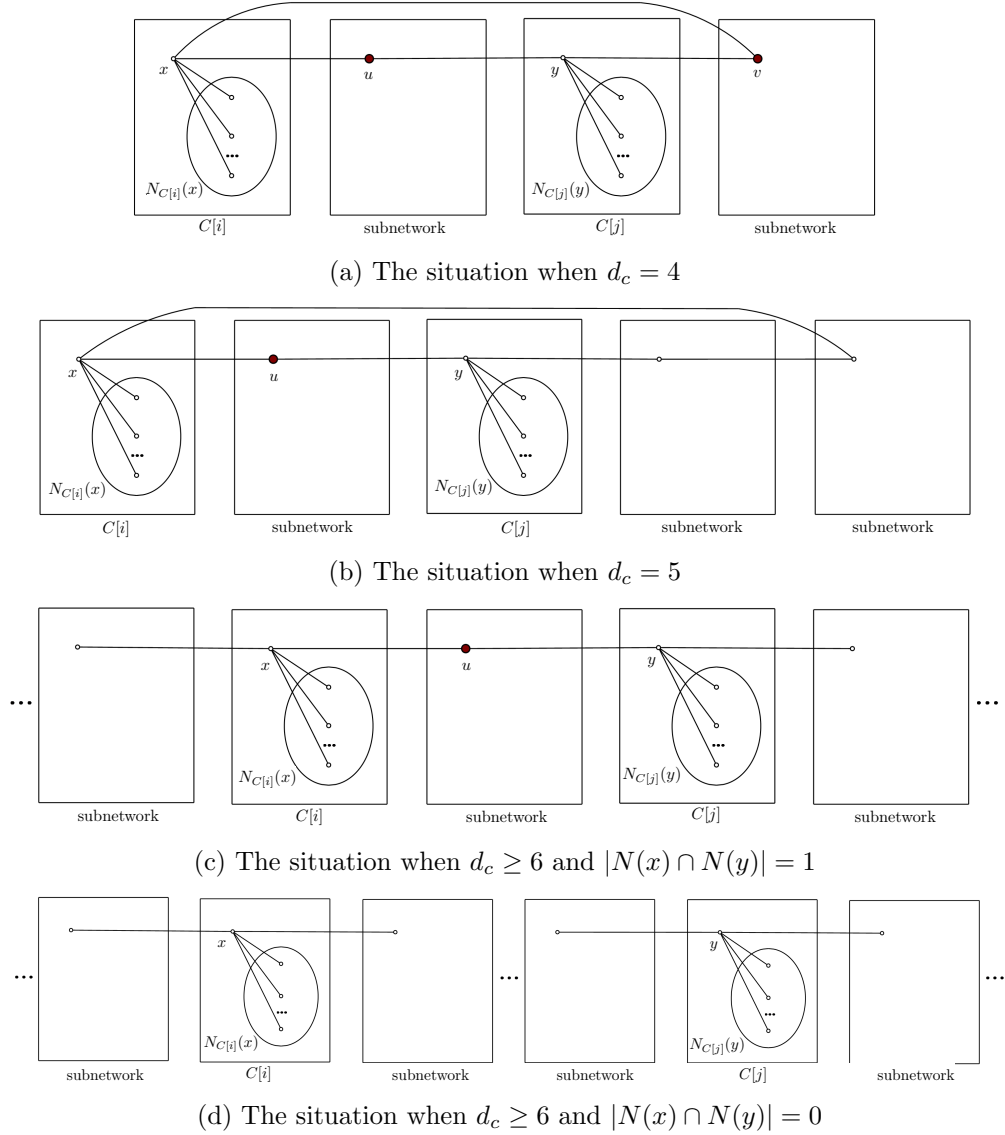 x
u
y
v
...
...
N_{C[i]}(x)
N_{C[j]}(y)
C[i]
subnetwork
C[j]
subnetwork
(a) The situation when d_c = 4
x
u
y
...
...
N_{C[i]}(x)
N_{C[j]}(y)
C[i]
subnetwork
C[j]
subnetwork
subnetwork
(b) The situation when d_c = 5
x
u
y
...
...
...
...
N_{C[i]}(x)
N_{C[j]}(y)
subnetwork
C[i]
subnetwork
C[j]
subnetwork
(c) The situation when d_c ≥ 6 and |N(x) ∩ N(y)| = 1
x
y
...
...
...
...
...
N_{C[i]}(x)
N_{C[j]}(y)
subnetwork
C[i]
subnetwork
subnetwork
C[j]
subnetwork
(d) The situation when d_c ≥ 6 and |N(x) ∩ N(y)| = 0